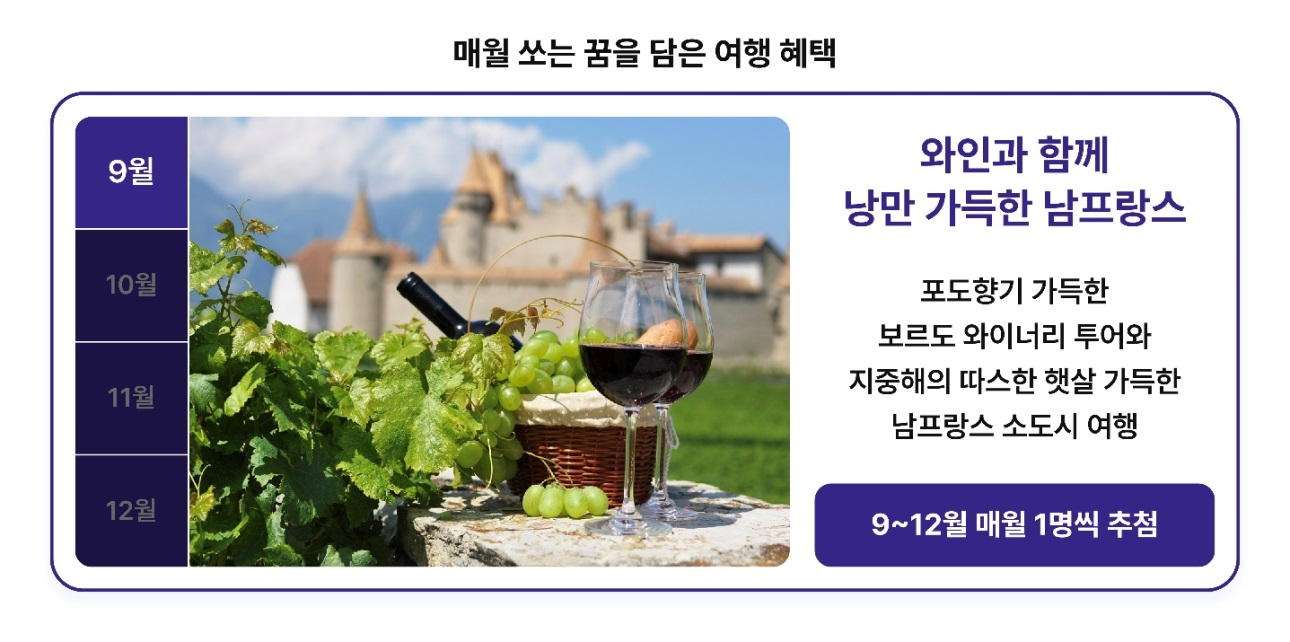 매월 쏘는 꿈을 담은 여행 혜택
9월
10월
11월
12월
와인과 함께
낭만 가득한 남프랑스
포도향기 가득한
보르도 와이너리 투어와
지중해의 따스한 햇살 가득한
남프랑스 소도시 여행
9~12월 매월 1명씩 추첨